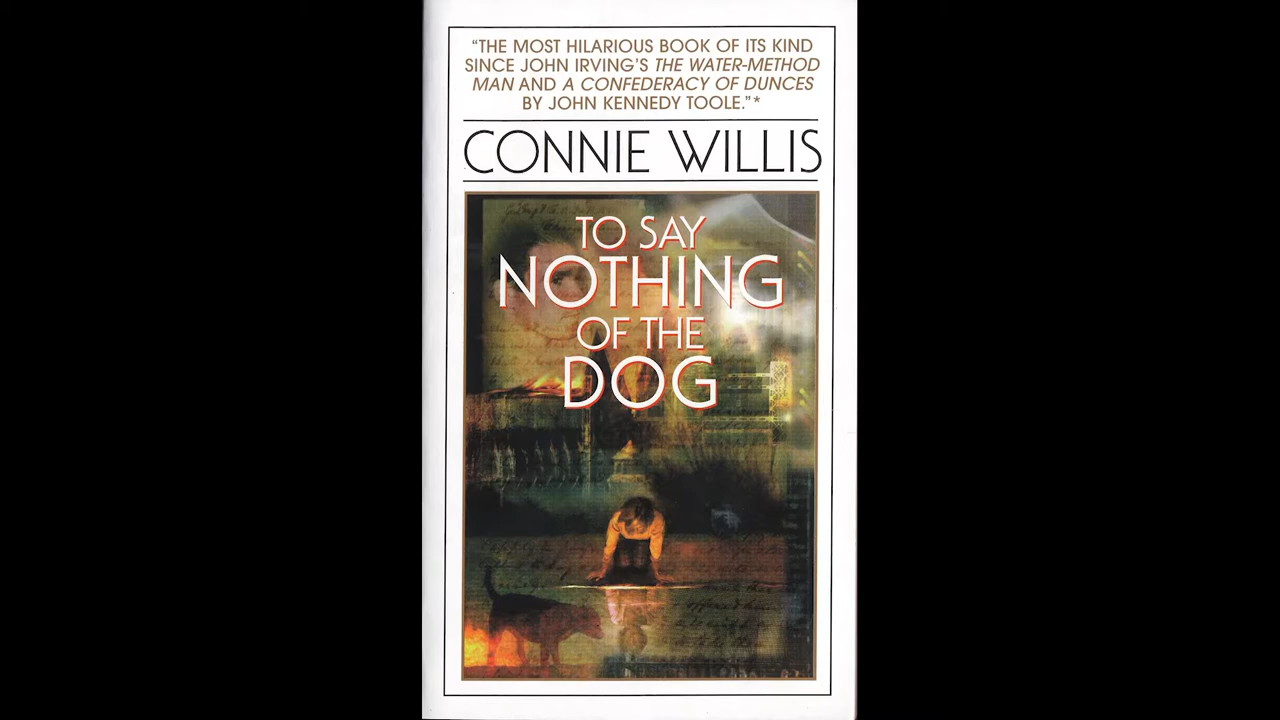 “THE MOST HILARIOUS BOOK OF ITS KIND
SINCE JOHN IRVING’S THE WATER-METHOD
MAN AND A CONFEDERACY OF DUNCES
BY JOHN KENNEDY TOOLE.”*
CONNIE WILLIS
TO SAY
NOTHING
OF THE
DOG